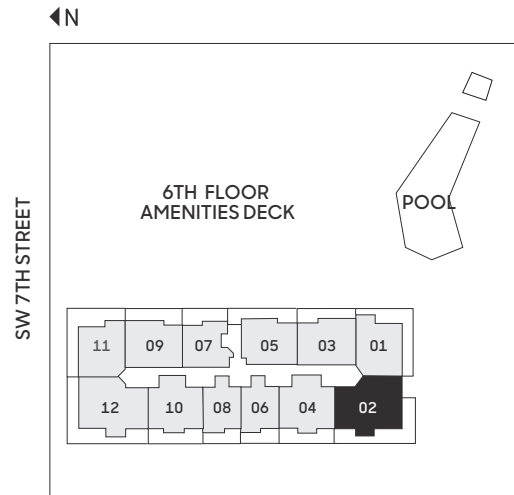 N
SW 7TH STREET
6TH FLOOR
AMENITIES DECK
POOL
11 09 07 05 03 01
12 10 08 06 04 02